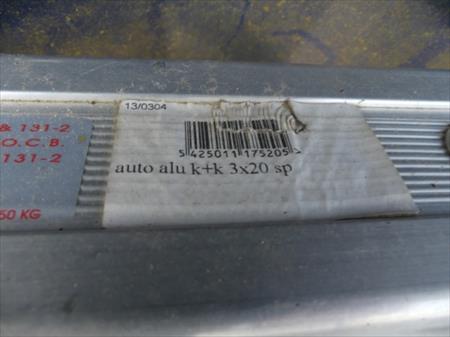 & 131-2
O.C.B.
131-2
50 KG
13/0304
5 425011 175205 >
auto alu k+k 3x20 sp